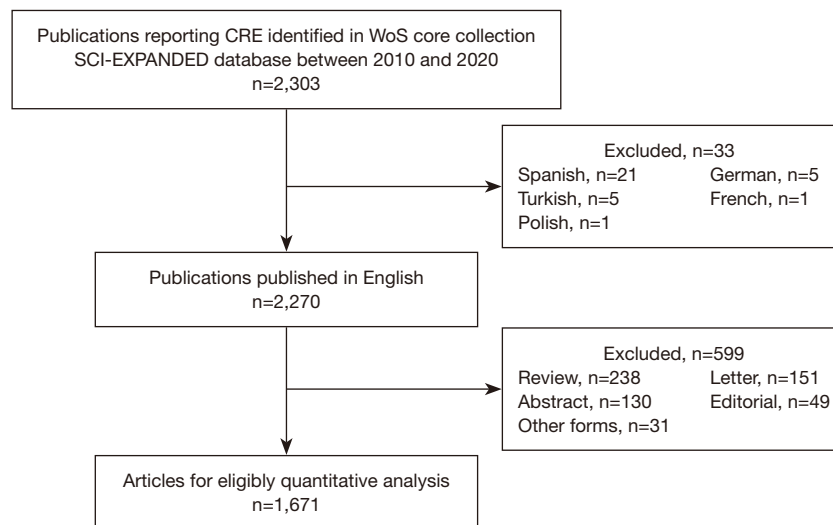 Publications reporting CRE identified in WoS core collection
SCI-EXPANDED database between 2010 and 2020
n=2,303
Excluded, n=33
Spanish, n=21 German, n=5
Turkish, n=5 French, n=1
Polish, n=1
Publications published in English
n=2,270
Excluded, n=599
Review, n=238 Letter, n=151
Abstract, n=130 Editorial, n=49
Other forms, n=31
Articles for eligibly quantitative analysis
n=1,671